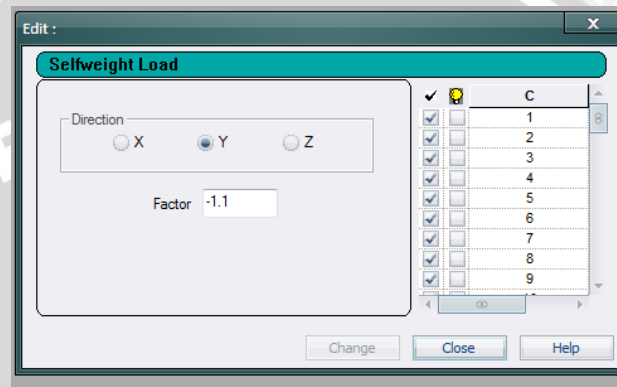 Edit :
x
Selfweight Load
Direction
X Y Z
Factor -1.1
C
1
2
3
4
5
6
7
8
9
Change Close Help